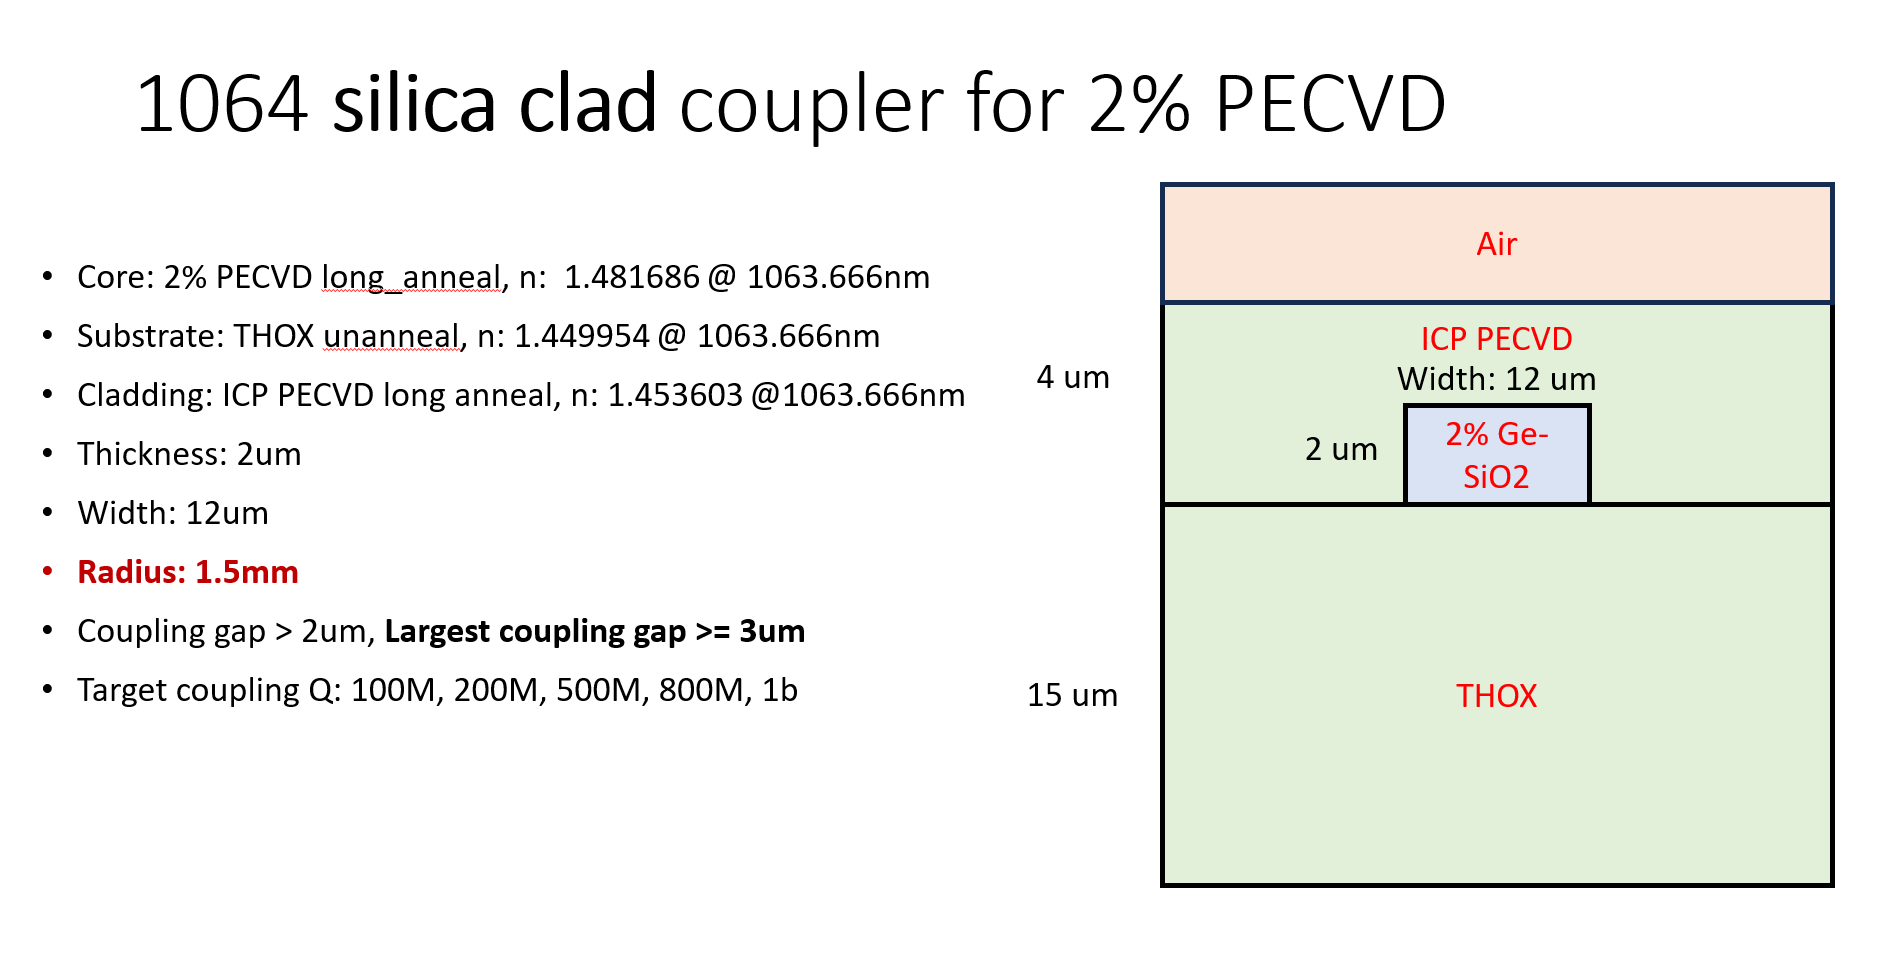 1064 silica clad coupler for 2% PECVD
• Core: 2% PECVD long_anneal, n:  1.481686 @ 1063.666nm
• Substrate: THOX unanneal, n: 1.449954 @ 1063.666nm
• Cladding: ICP PECVD long anneal, n: 1.453603 @1063.666nm
• Thickness: 2um
• Width: 12um
• Radius: 1.5mm
• Coupling gap > 2um, Largest coupling gap >= 3um
• Target coupling Q: 100M, 200M, 500M, 800M, 1b
Air
ICP PECVD
Width: 12 um
4 um
2% Ge-
SiO2
2 um
THOX
15 um